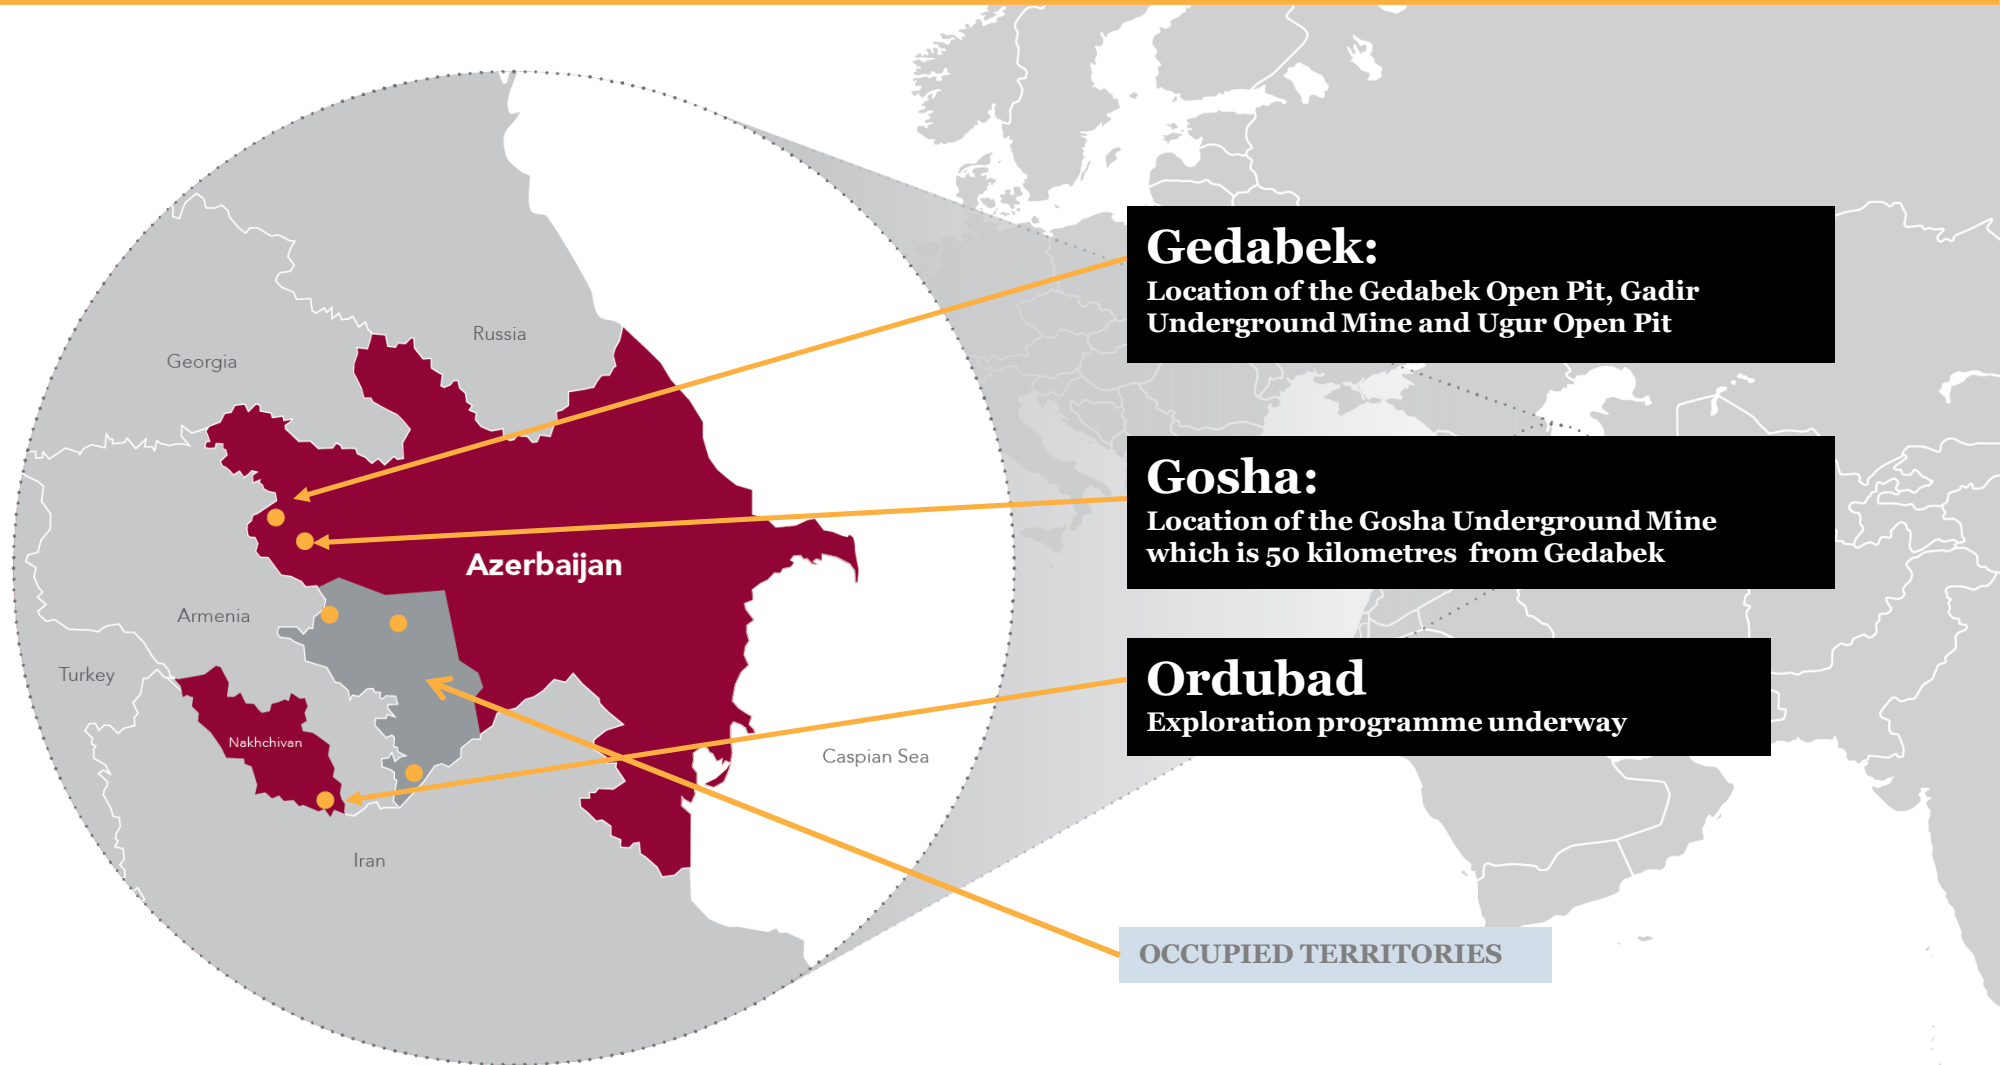 Russia
Georgia
Azerbaijan
Armenia
Turkey
Nakhchivan
Caspian Sea
Iran
Gedabek:
Location of the Gedabek Open Pit, Gadir
Underground Mine and Ugur Open Pit
Gosha:
Location of the Gosha Underground Mine
which is 50 kilometres from Gedabek
Ordubad
Exploration programme underway
OCCUPIED TERRITORIES